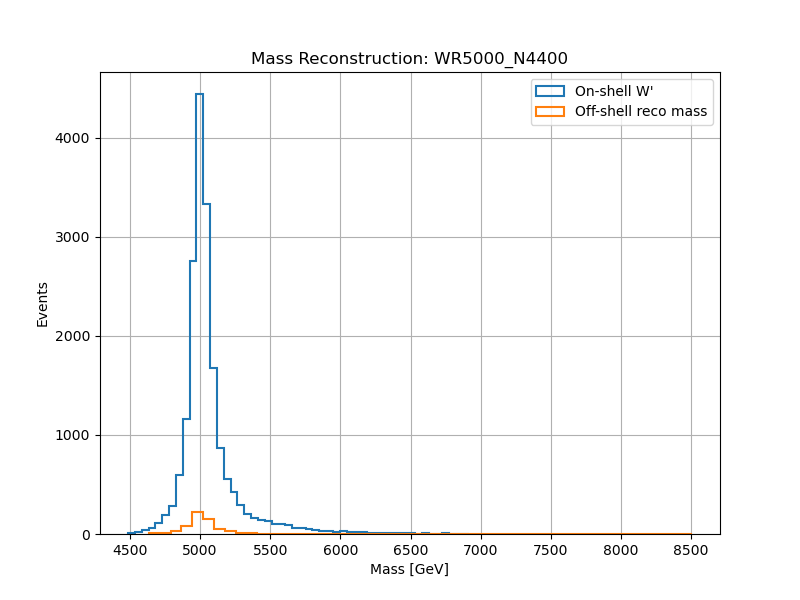 Mass Reconstruction: WR5000_N4400
On-shell W'
Off-shell reco mass
4000
3000
2000
1000
0
Events
4500 5000 5500 6000 6500 7000 7500 8000 8500
Mass [GeV]